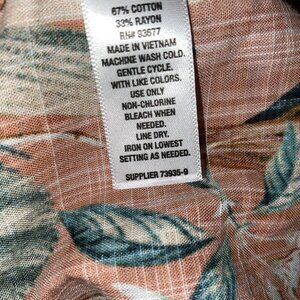 67% COTTON
33% RAYON
RN# 93677
MADE IN VIETNAM
MACHINE WASH COLD.
GENTLE CYCLE.
WITH LIKE COLORS.
USE ONLY
NON-CHLORINE
BLEACH WHEN
NEEDED.
LINE DRY.
IRON ON LOWEST
SETTING AS NEEDED.
SUPPLIER 73935-9